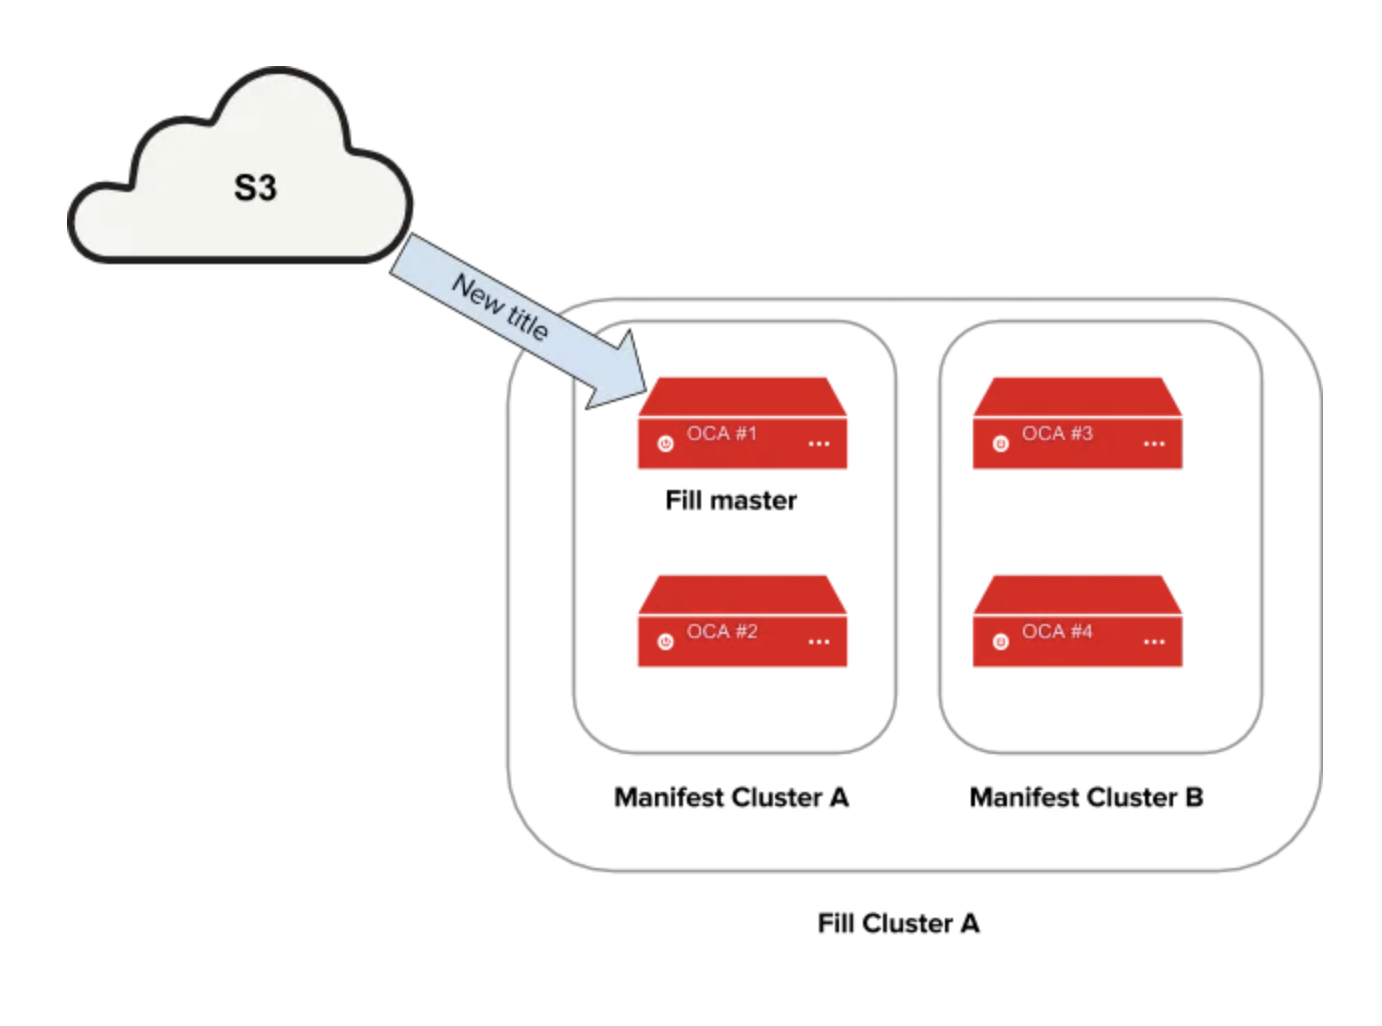 S3
New title
OCA #1
OCA #3
Fill master
OCA #2
OCA #4
Manifest Cluster A
Manifest Cluster B
Fill Cluster A